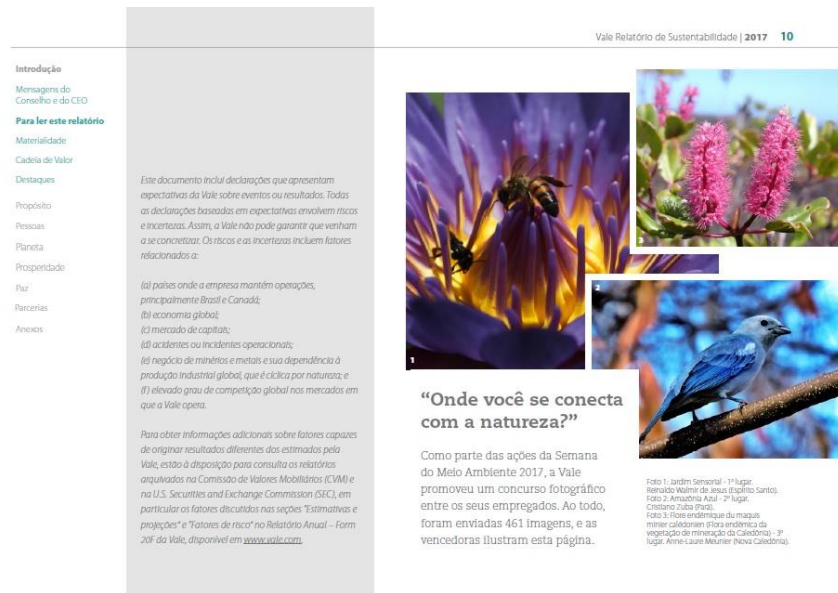 Vale Relatório de Sustentabilidade | 2017 10
Introdução
Mensagens do
Conselho e do CEO
Para ler este relatório
Materialidade
Cadeia de Valor
Destaques
Propósito
Pessoas
Planeta
Prosperidade
Paz
Parcerias
Anexos
Este documento inclui declarações que apresentam
expectativas da Vale sobre eventos ou resultados. Todas
as declarações baseadas em expectativas envolvem riscos
e incertezas. Assim, a Vale não pode garantir que venham
a se concretizar. Os riscos e as incertezas incluem fatores
relacionados a:
(a) países onde a empresa mantém operações,
principalmente Brasil e Canadá;
(b) economia global;
(c) mercado de capitais;
(d) acidentes ou incidentes operacionais;
(e) negócio de minérios e metais e sua dependência à
produção industrial global, que é cíclica por natureza; e
(f) elevado grau de competição global nos mercados em
que a Vale opera.
Para obter informações adicionais sobre fatores capazes
de originar resultados diferentes dos estimados pela
Vale, estão à disposição para consulta os relatórios
arquivados na Comissão de Valores Mobiliários (CVM) e
na U.S. Securities and Exchange Commission (SEC), em
particular os fatores discutidos nas seções "Estimativas e
projeções" e "Fatores de risco" no Relatório Anual – Form
20F da Vale, disponível em www.vale.com.
1
3
2
“Onde você se conecta
com a natureza?”
Como parte das ações da Semana
do Meio Ambiente 2017, a Vale
promoveu um concurso fotográfico
entre os seus empregados. Ao todo,
foram enviadas 461 imagens, e as
vencedoras ilustram esta página.
Foto 1: Jardim Sensorial - 1º lugar.
Reinaldo Walmir de Jesus (Espírito Santo).
Foto 2: Amazônia Azul - 2º lugar.
Cristiano Zuba (Pará).
Foto 3: Flore endémique du maquis
minier calédonien (Flora endêmica da
vegetação de mineração da Caledônia) - 3º
lugar. Anne-Laure Meunier (Nova Caledônia).